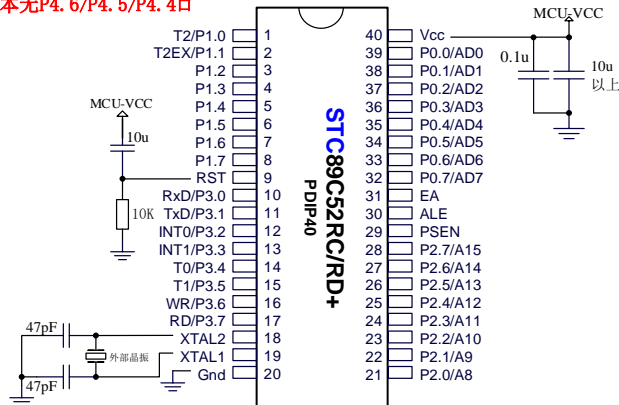 本无P4.6/P4.5/P4.4口
MCU-VCC
T2/P1.0 1 40 Vcc
T2EX/P1.1 2 39 P0.0/AD0
0.1u
10u
以上
P1.2 3 38 P0.1/AD1
P1.3 4 37 P0.2/AD2
P1.4 5 36 P0.3/AD3
P1.5 6 35 P0.4/AD4
P1.6 7 34 P0.5/AD5
P1.7 8 33 P0.6/AD6
RST 9 32 P0.7/AD7
RxD/P3.0 10 31 EA
TxD/P3.1 11 30 ALE
INT0/P3.2 12 29 PSEN
INT1/P3.3 13 28 P2.7/A15
T0/P3.4 14 27 P2.6/A14
T1/P3.5 15 26 P2.5/A13
WR/P3.6 16 25 P2.4/A12
RD/P3.7 17 24 P2.3/A11
XTAL2 18 23 P2.2/A10
XTAL1 19 22 P2.1/A9
Gnd 20 21 P2.0/A8
STC89C52RC/RD+
PDIP40
MCU-VCC
10u
10K
47pF
外部晶振
47pF